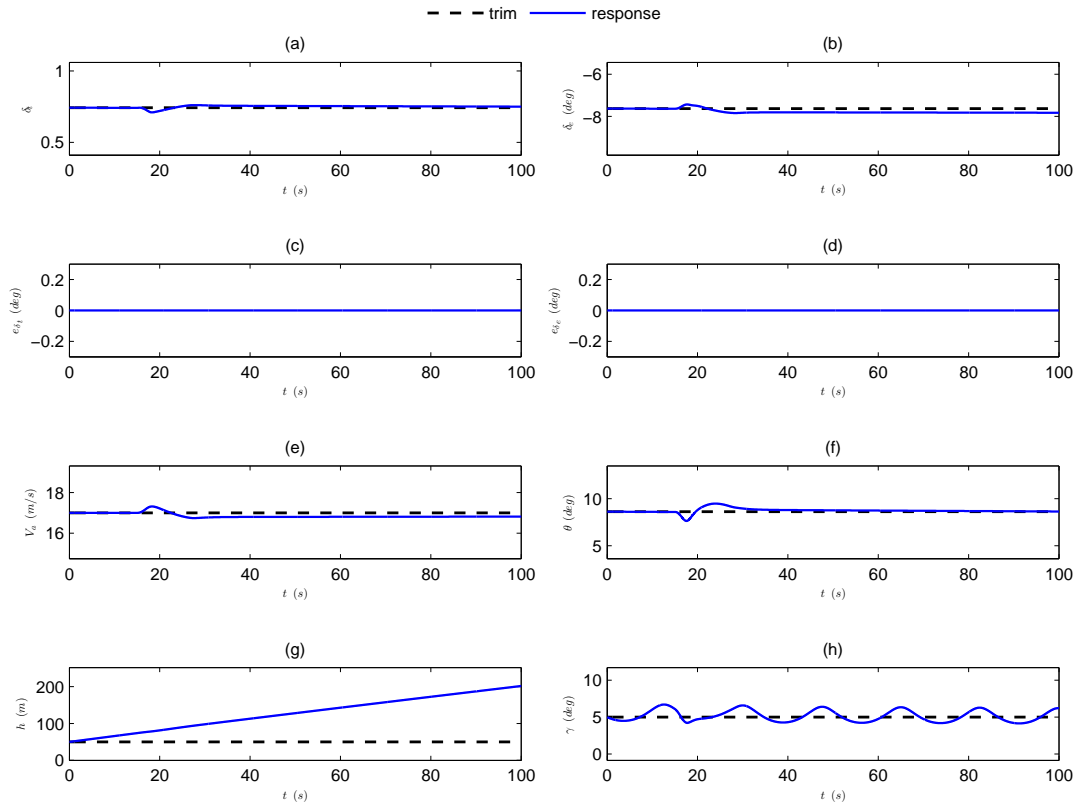 trim response
(a)
1
0.5
δt
0 20 40 60 80 100
t (s)
(b)
−6
−8
δe (deg)
0 20 40 60 80 100
t (s)
(c)
0.2
0
−0.2
eδt (deg)
0 20 40 60 80 100
t (s)
(d)
0.2
0
−0.2
eδe (deg)
0 20 40 60 80 100
t (s)
(e)
18
16
Va (m/s)
0 20 40 60 80 100
t (s)
(f)
10
5
θ (deg)
0 20 40 60 80 100
t (s)
(g)
200
100
0
h (m)
0 20 40 60 80 100
t (s)
(h)
10
5
0
γ (deg)
0 20 40 60 80 100
t (s)